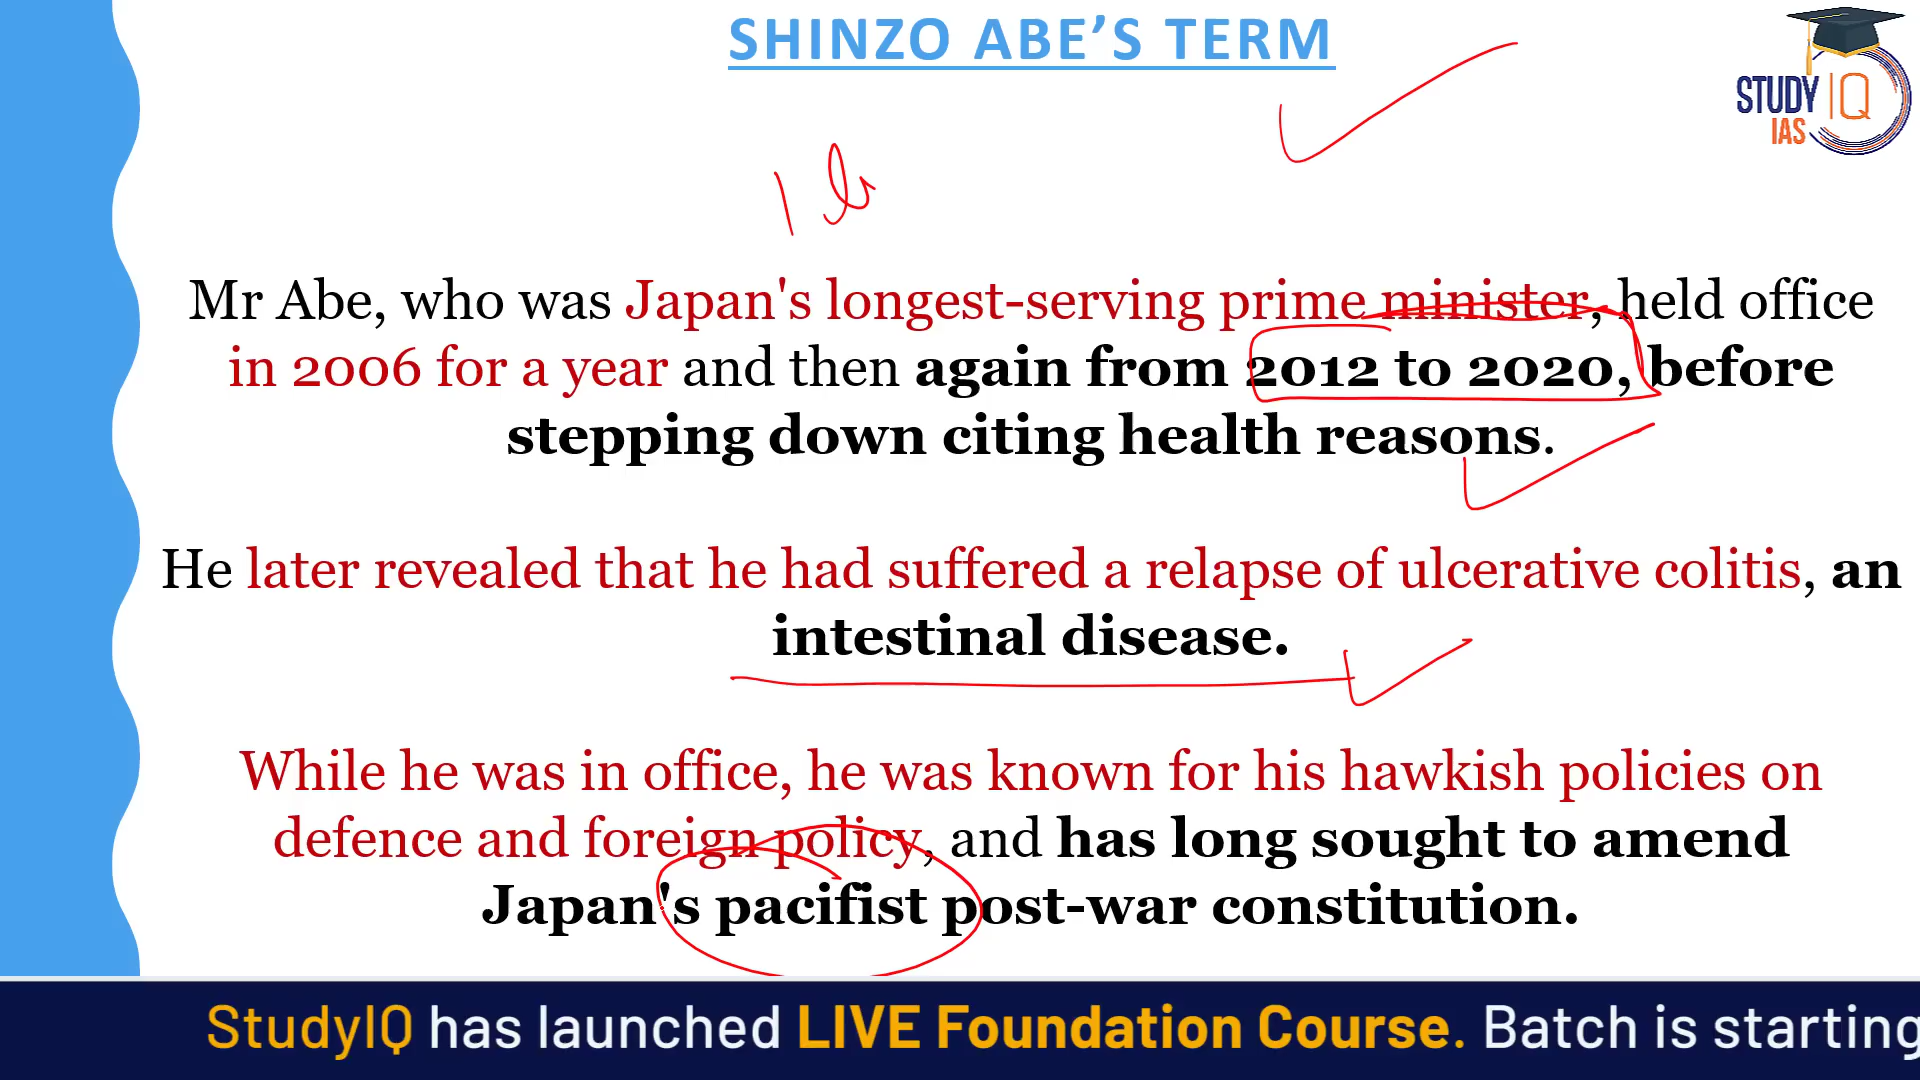 SHINZO ABE’S TERM
STUDY IQ
IAS
Mr Abe, who was Japan's longest-serving prime minister, held office
in 2006 for a year and then again from 2012 to 2020, before
stepping down citing health reasons.
He later revealed that he had suffered a relapse of ulcerative colitis, an
intestinal disease.
While he was in office, he was known for his hawkish policies on
defence and foreign policy, and has long sought to amend
Japan's pacifist post-war constitution.
StudyIQ has launched LIVE Foundation Course. Batch is starting